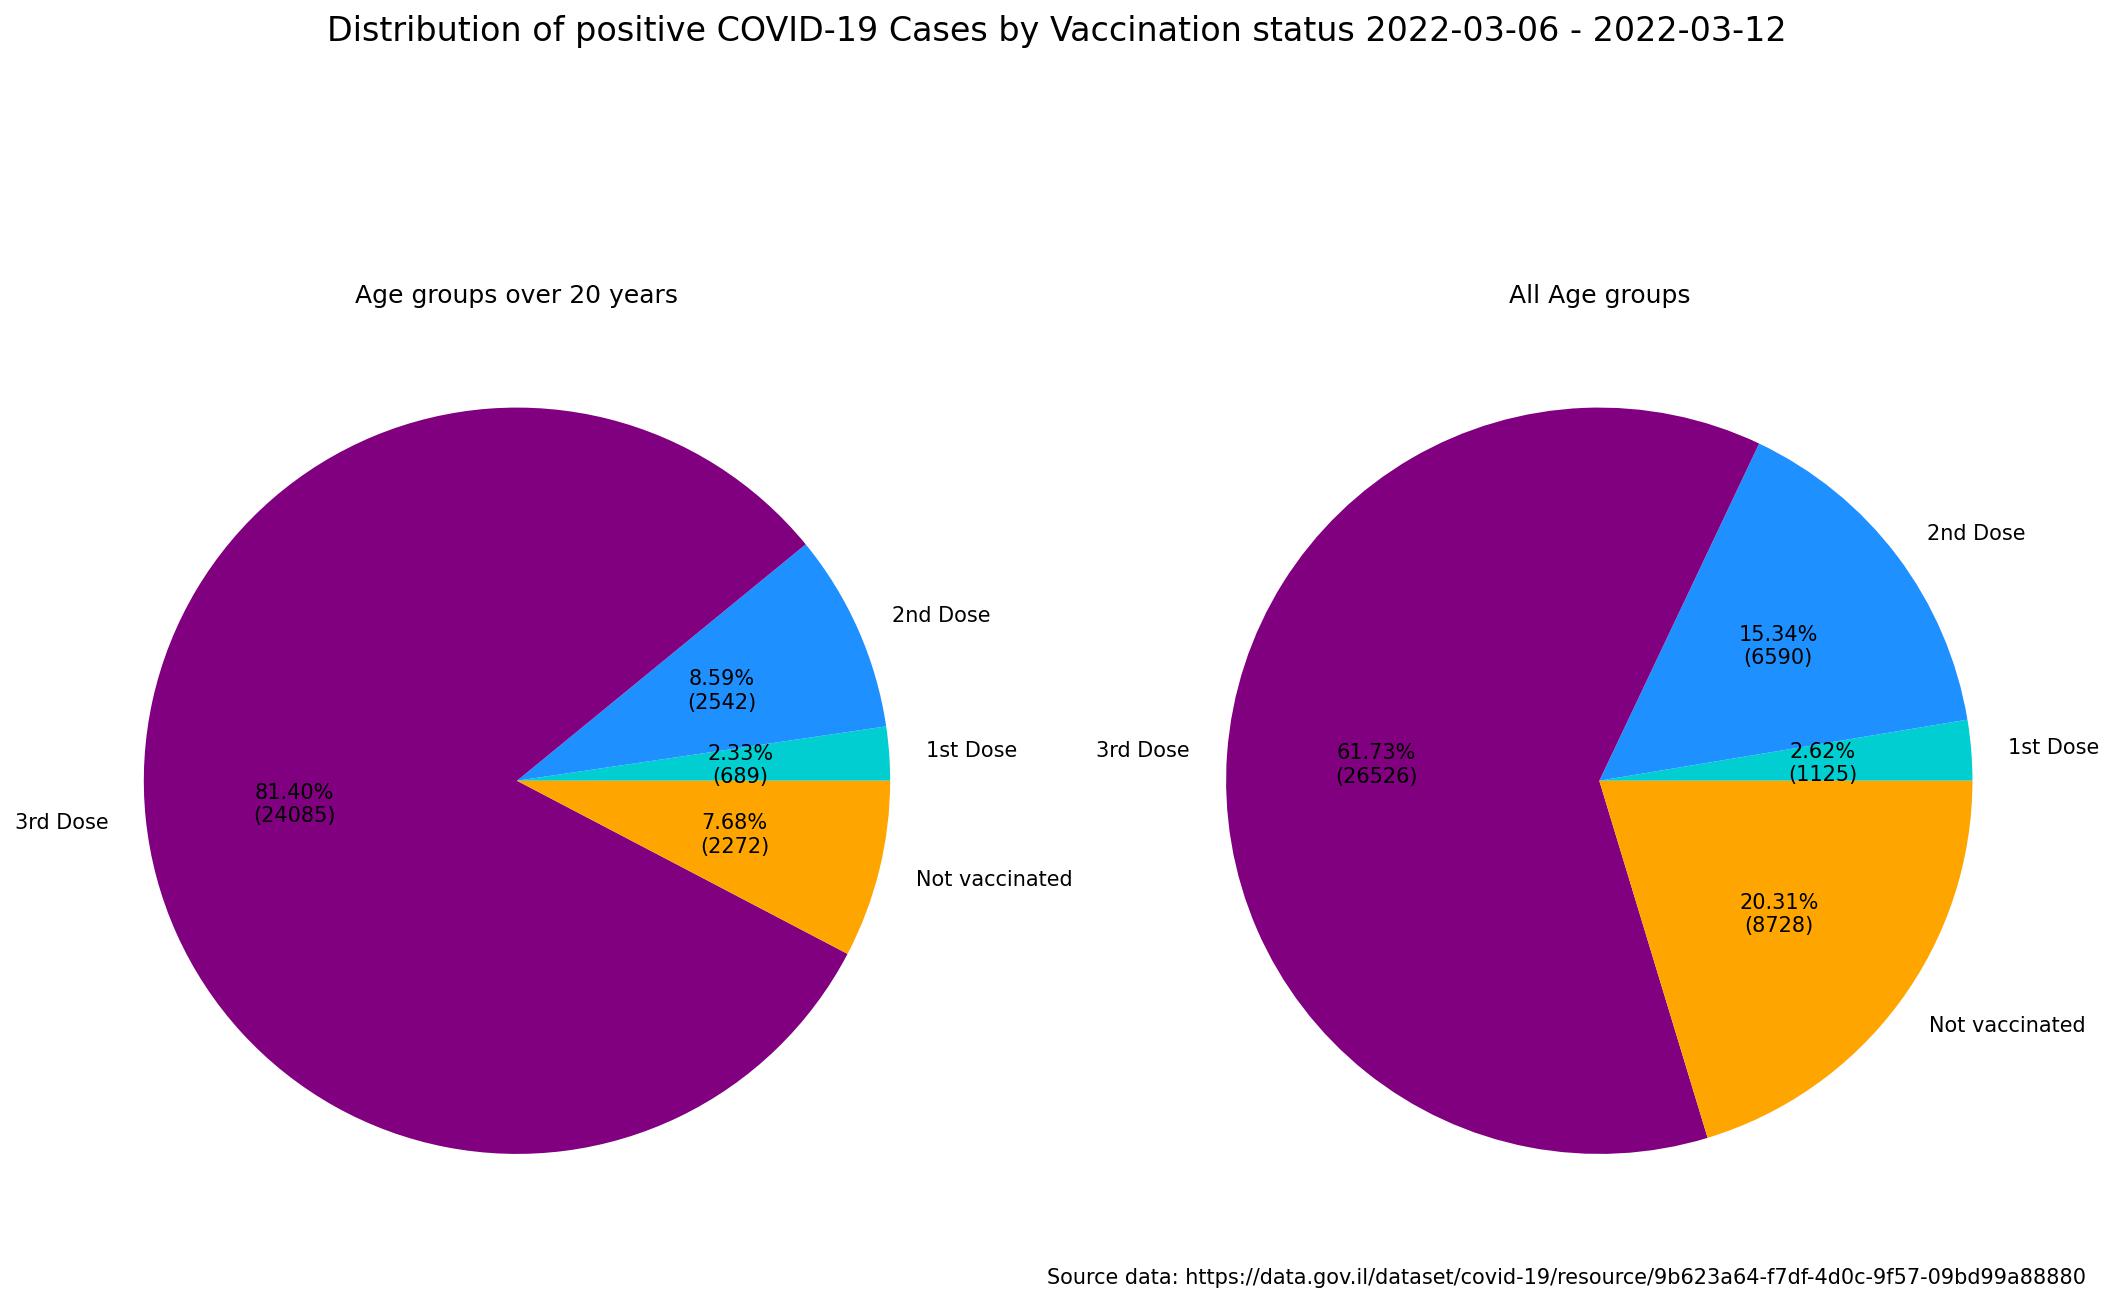 Distribution of positive COVID-19 Cases by Vaccination status 2022-03-06 - 2022-03-12
Age groups over 20 years
2nd Dose
8.59%
(2542)
1st Dose
2.33%
(689)
81.40%
(24085)
3rd Dose
7.68%
(2272)
Not vaccinated
All Age groups
2nd Dose
15.34%
(6590)
3rd Dose
61.73%
(26526)
2.62%
(1125)
1st Dose
20.31%
(8728)
Not vaccinated
Source data: https://data.gov.il/dataset/covid-19/resource/9b623a64-f7df-4d0c-9f57-09bd99a88880